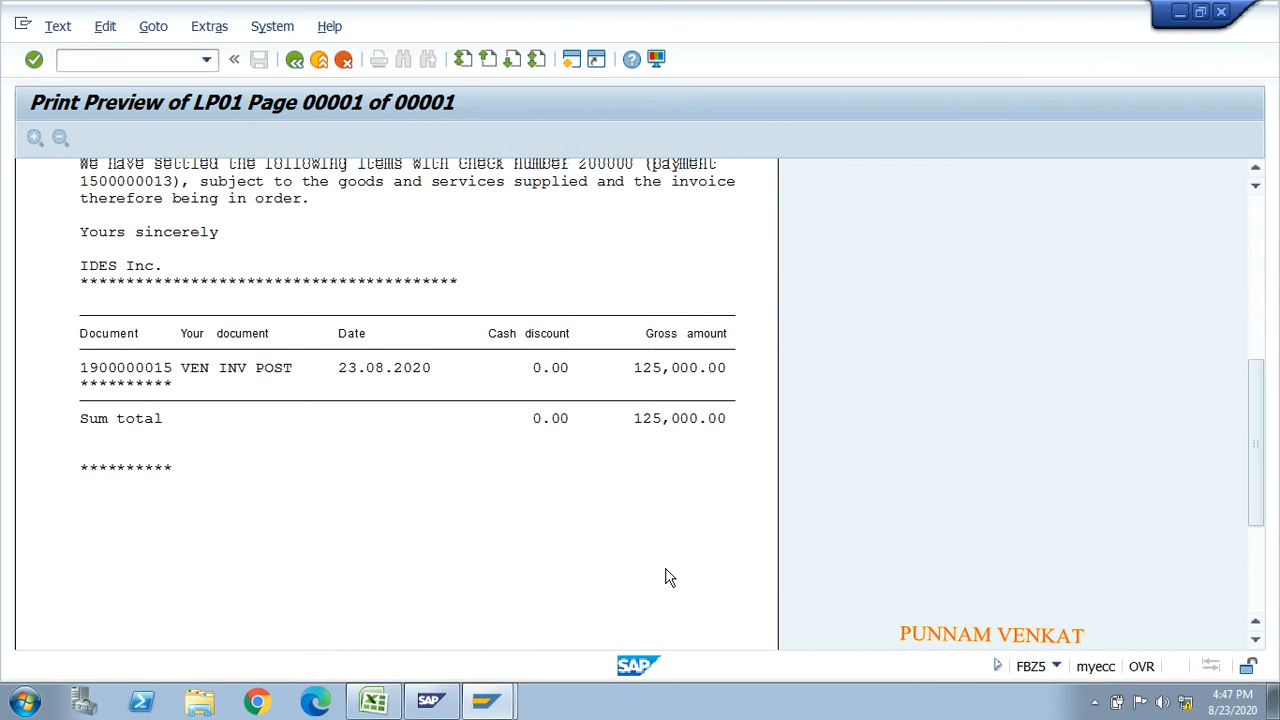 Text Edit Goto Extras System Help
Print Preview of LP01 Page 00001 of 00001
We have settled the following items with check number 200000 (payment
1500000013), subject to the goods and services supplied and the invoice
therefore being in order.
Yours sincerely
IDES Inc.
*****************************************
Document Your document Date Cash discount Gross amount
1900000015 VEN INV POST 23.08.2020 0.00 125,000.00
**********
Sum total 0.00 125,000.00
**********
PUNNAM VENKAT
SAP
FBZ5 myecc OVR
SAP
4:47 PM
8/23/2020